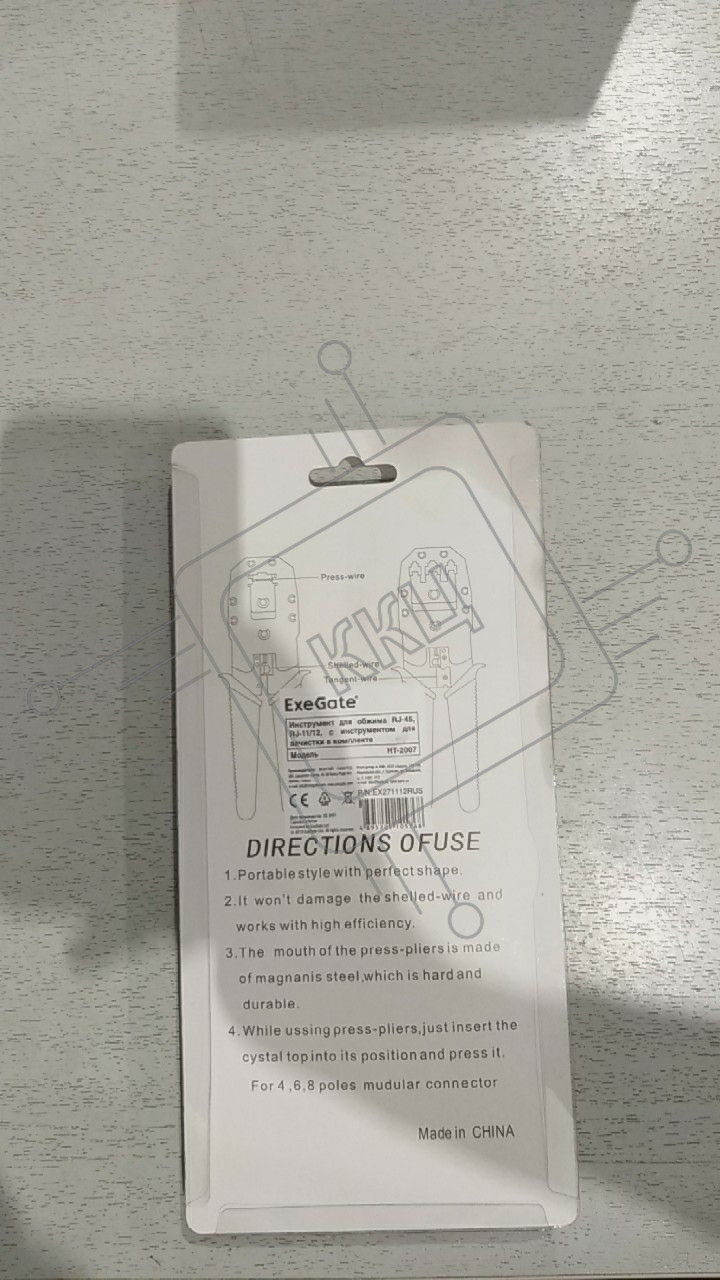 Press-wire
ККЦ
Shelled-wire
Tangent-wire
ExeGate®
Инструмент для обжима RJ-45,
RJ-11/12, с инструментом для
зачистки в комплекте
Модель HT-2007
CE P/N:EX271112RUS
DIRECTIONS OFUSE
1.Portable style with perfect shape.
2.It won't damage the shelled-wire and
works with high efficiency.
3.The mouth of the press-pliers is made
of magnanis steel,which is hard and
durable.
4.While ussing press-pliers,just insert the
cystal top into its position and press it.
For 4,6,8 poles mudular connector
Made in CHINA